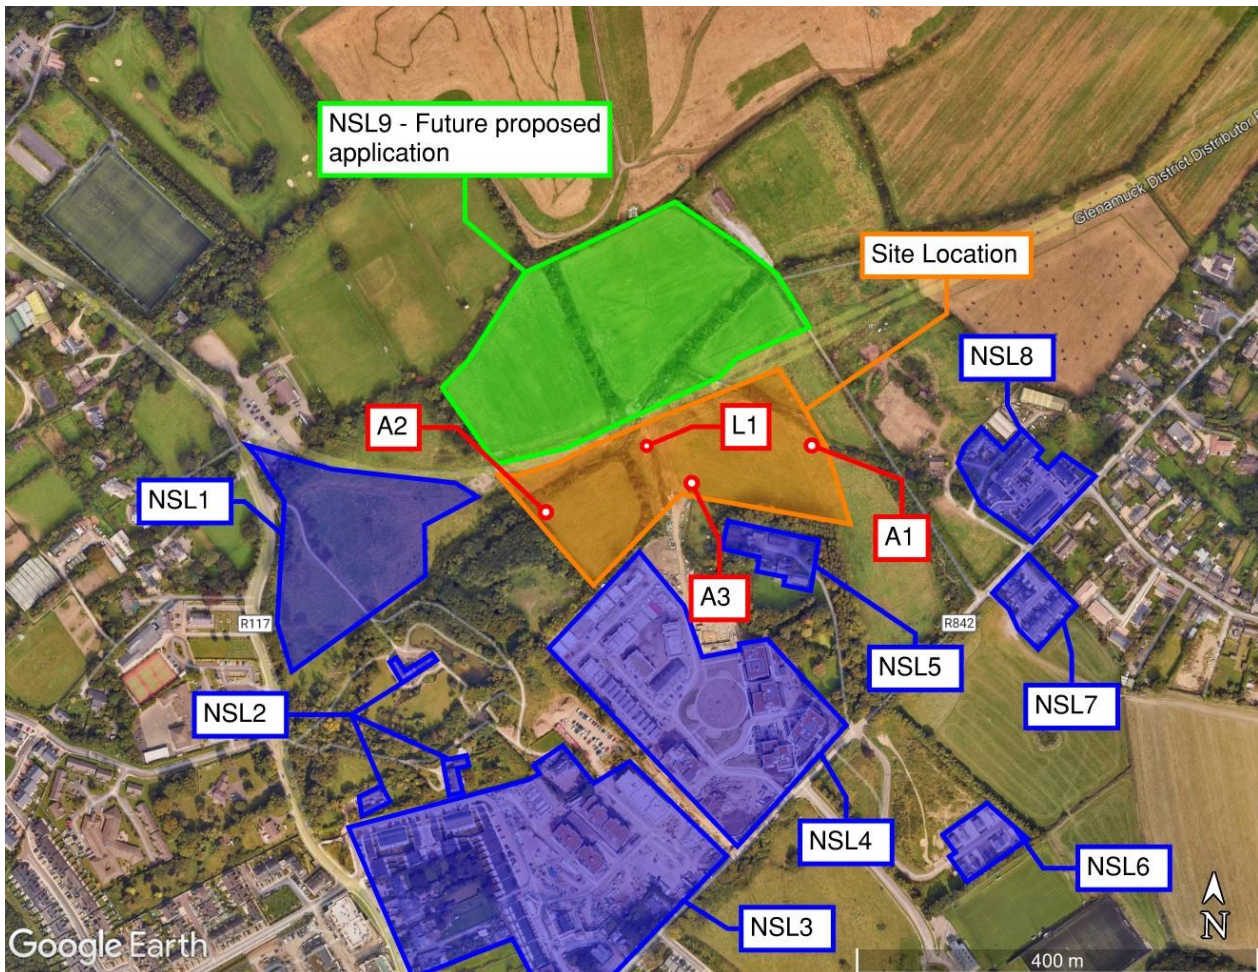 NSL9 - Future proposed
application
Glenamuck District Distributor
Site Location
NSL8
A2
L1
NSL1
A1
A3
R117
R842
NSL5
NSL2
NSL7
NSL4
NSL6
NSL3
N
Google Earth
400 m